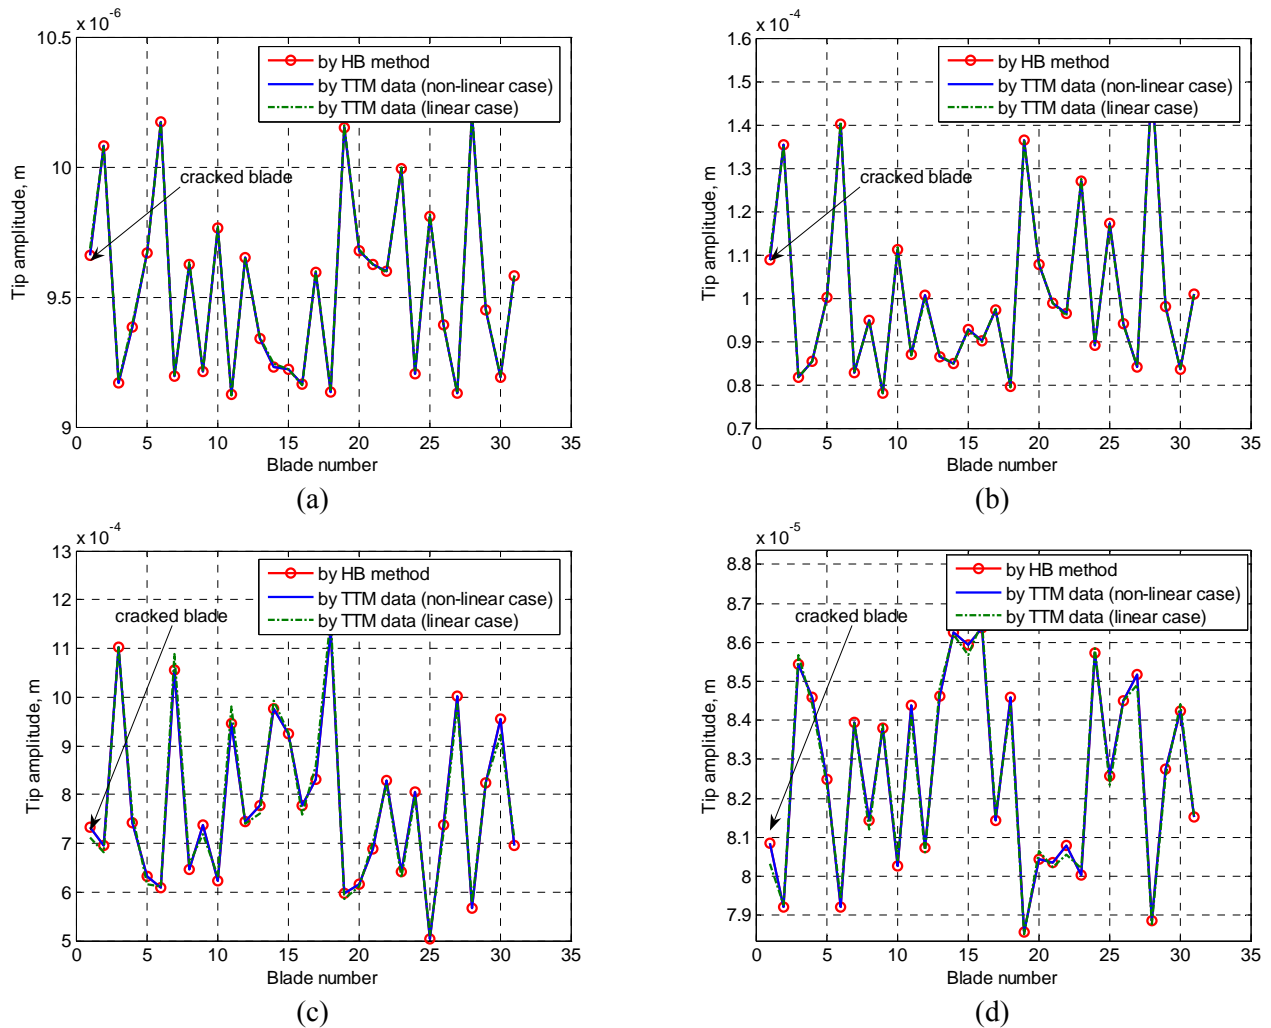 x 10^-6
10.5
10
9.5
9
Tip amplitude, m
by HB method
by TTM data (non-linear case)
by TTM data (linear case)
cracked blade
0 5 10 15 20 25 30 35
Blade number
(a)
x 10^-4
1.6
1.5
1.4
1.3
1.2
1.1
1
0.9
0.8
0.7
Tip amplitude, m
by HB method
by TTM data (non-linear case)
by TTM data (linear case)
cracked blade
0 5 10 15 20 25 30 35
Blade number
(b)
x 10^-4
13
12
11
10
9
8
7
6
5
Tip amplitude, m
by HB method
by TTM data (non-linear case)
by TTM data (linear case)
cracked blade
0 5 10 15 20 25 30 35
Blade number
(c)
x 10^-5
8.8
8.7
8.6
8.5
8.4
8.3
8.2
8.1
8
7.9
Tip amplitude, m
by HB method
by TTM data (non-linear case)
by TTM data (linear case)
cracked blade
0 5 10 15 20 25 30 35
Blade number
(d)